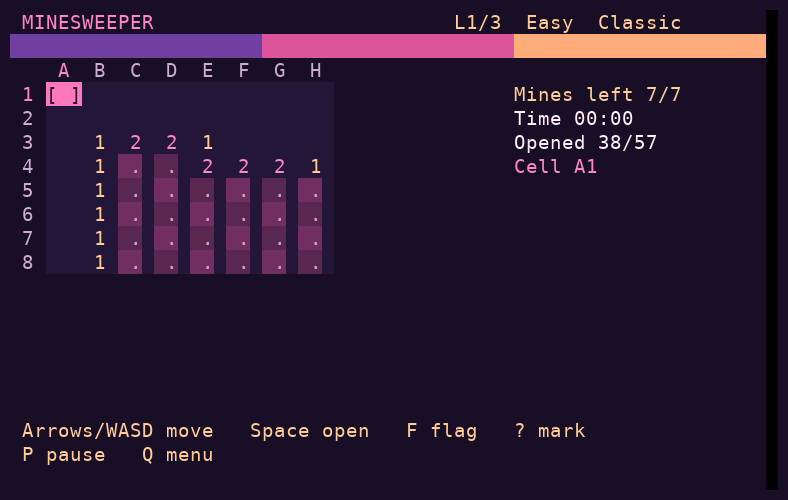 MINESWEEPER L1/3 Easy Classic
A B C D E F G H
1 [ ] Mines left 7/7
2 Time 00:00
3 1 2 2 1 Opened 38/57
4 1 . . 2 2 2 1 Cell A1
5 1 . . . . . .
6 1 . . . . . .
7 1 . . . . . .
8 1 . . . . . .
Arrows/WASD move Space open F flag ? mark
P pause Q menu